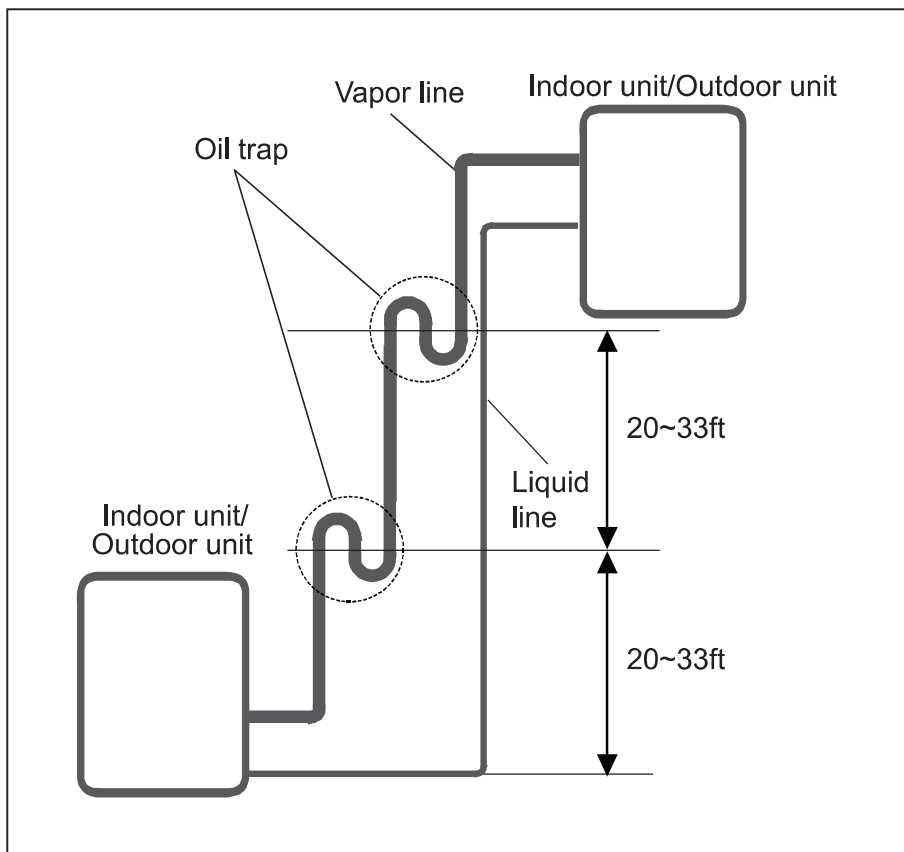 Indoor unit/Outdoor unit
Vapor line
Oil trap
20~33ft
Liquid
line
Indoor unit/
Outdoor unit
20~33ft